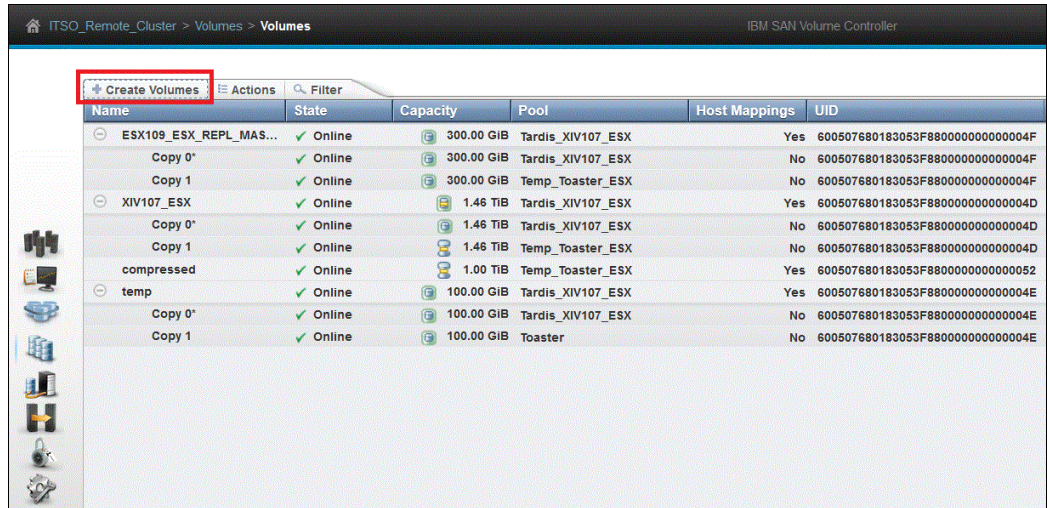 ITSO_Remote_Cluster > Volumes > Volumes IBM SAN Volume Controller
Create Volumes Actions Filter
Name State Capacity Pool Host Mappings UID
ESX109_ESX_REPL_MAS... Online 300.00 GiB Tardis_XIV107_ESX Yes 600507680183053F880000000000004F
Copy 0* Online 300.00 GiB Tardis_XIV107_ESX No 600507680183053F880000000000004F
Copy 1 Online 300.00 GiB Temp_Toaster_ESX No 600507680183053F880000000000004F
XIV107_ESX Online 1.46 TiB Tardis_XIV107_ESX Yes 600507680183053F880000000000004D
Copy 0* Online 1.46 TiB Tardis_XIV107_ESX No 600507680183053F880000000000004D
Copy 1 Online 1.46 TiB Temp_Toaster_ESX No 600507680183053F880000000000004D
compressed Online 1.00 TiB Temp_Toaster_ESX Yes 600507680183053F8800000000000052
temp Online 100.00 GiB Tardis_XIV107_ESX Yes 600507680183053F880000000000004E
Copy 0* Online 100.00 GiB Tardis_XIV107_ESX No 600507680183053F880000000000004E
Copy 1 Online 100.00 GiB Toaster No 600507680183053F880000000000004E